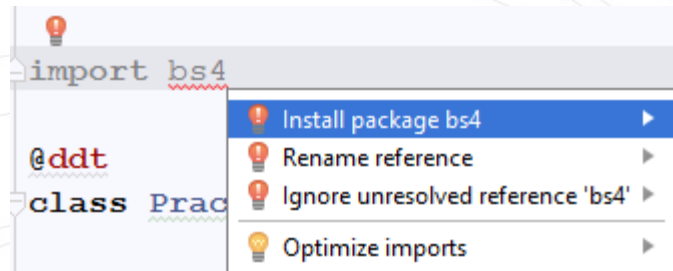 import bs4
Install package bs4
@ddt
Rename reference
class Prac
Ignore unresolved reference 'bs4'
Optimize imports